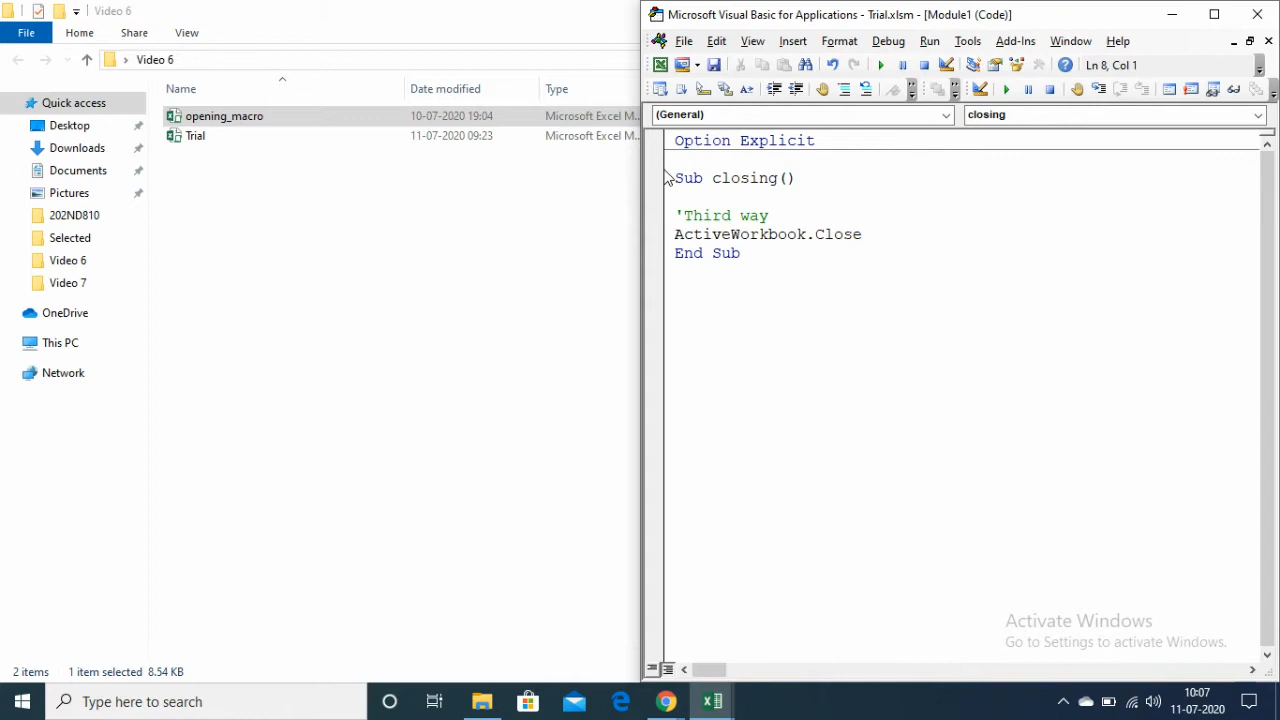 Video 6
File Home Share View
Video 6
Quick access
Desktop
Downloads
Documents
Pictures
202ND810
Selected
Video 6
Video 7
OneDrive
This PC
Network
Name Date modified Type
opening_macro 10-07-2020 19:04 Microsoft Excel M...
Trial 11-07-2020 09:23 Microsoft Excel M...
2 items 1 item selected 8.54 KB
Microsoft Visual Basic for Applications - Trial.xlsm - [Module1 (Code)]
File Edit View Insert Format Debug Run Tools Add-Ins Window Help
Ln 8, Col 1
(General) closing
Option Explicit
Sub closing()
'Third way
ActiveWorkbook.Close
End Sub
Activate Windows
Go to Settings to activate Windows.
Type here to search
10:07
11-07-2020